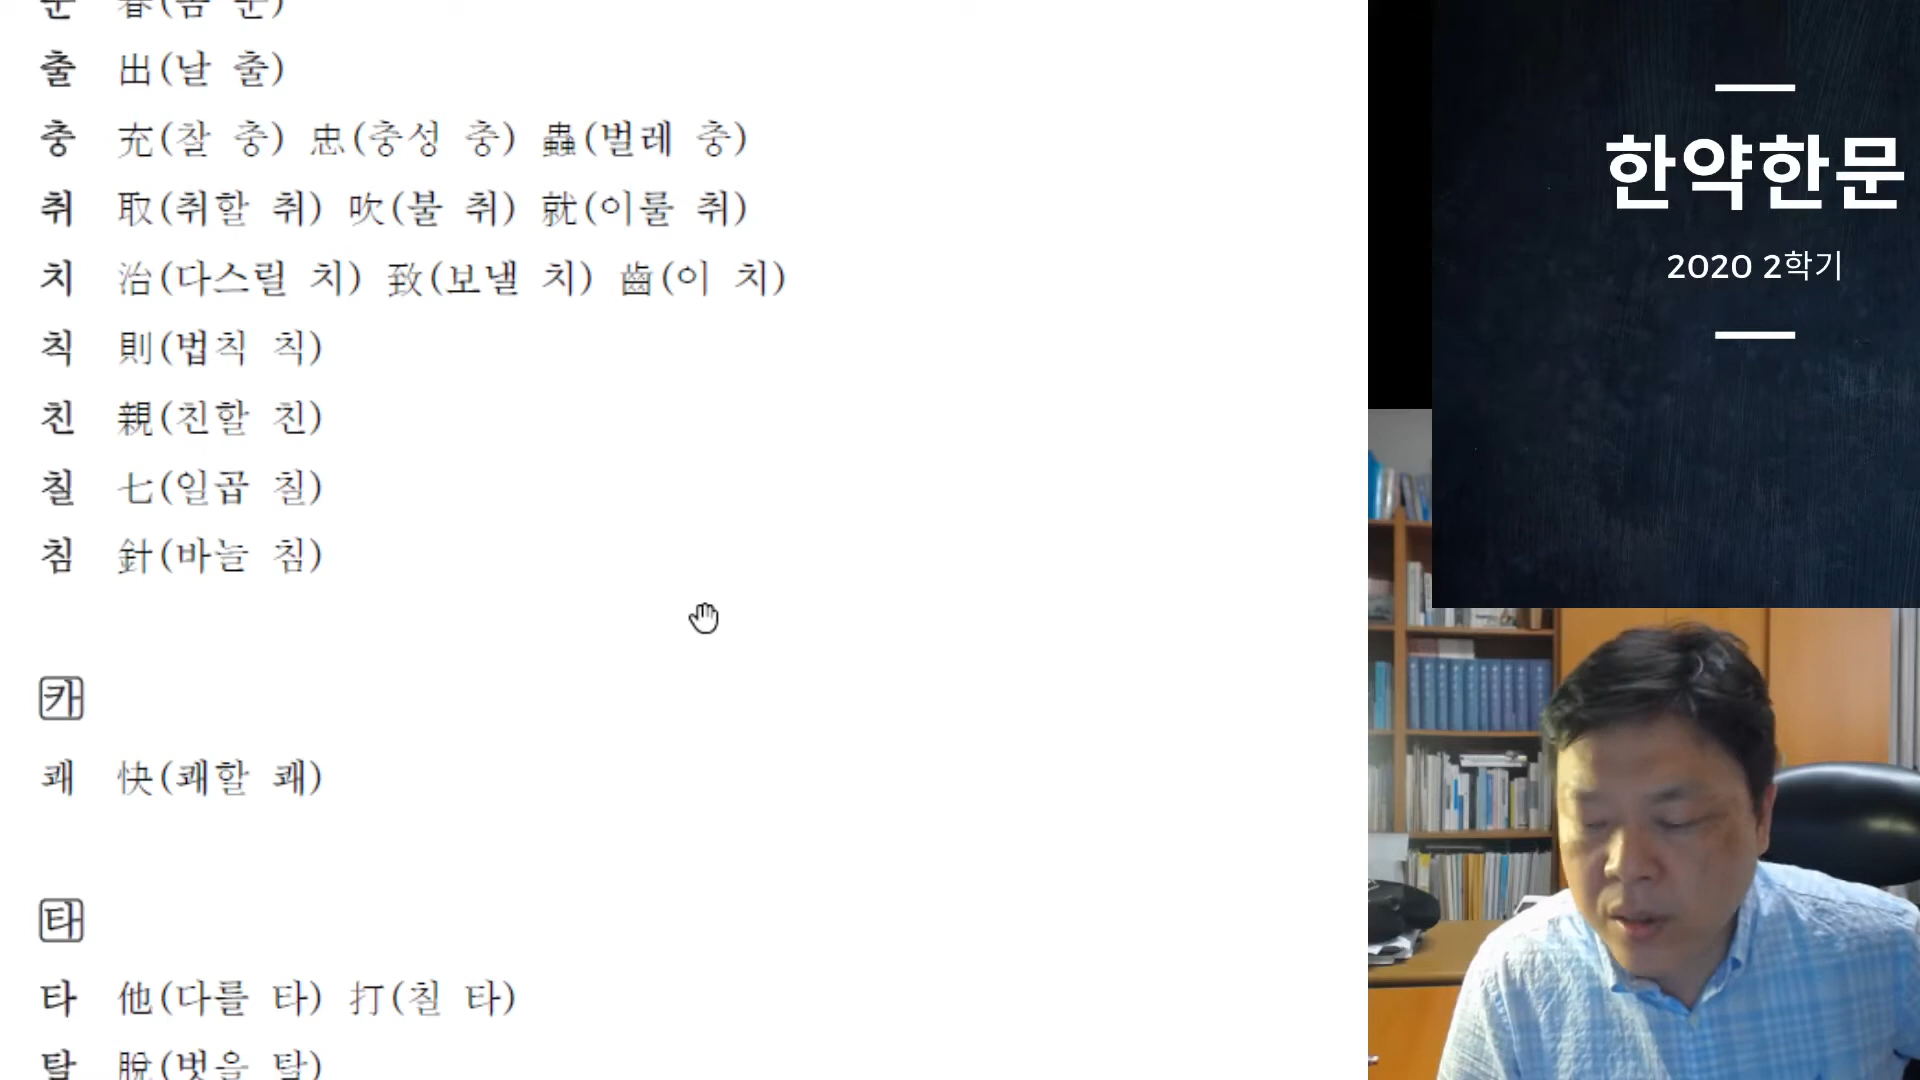 춘 春(봄 춘)
출 出(날 출)
충 充(찰 충) 忠(충성 충) 蟲(벌레 충)
취 取(취할 취) 吹(불 취) 就(이룰 취)
치 治(다스릴 치) 致(보낼 치) 齒(이 치)
칙 則(법칙 칙)
친 親(친할 친)
칠 七(일곱 칠)
침 針(바늘 침)
카
쾌 快(쾌할 쾌)
타
타 他(다를 타) 打(칠 타)
탈 脫(벗을 탈)
한약한문
2020 2학기